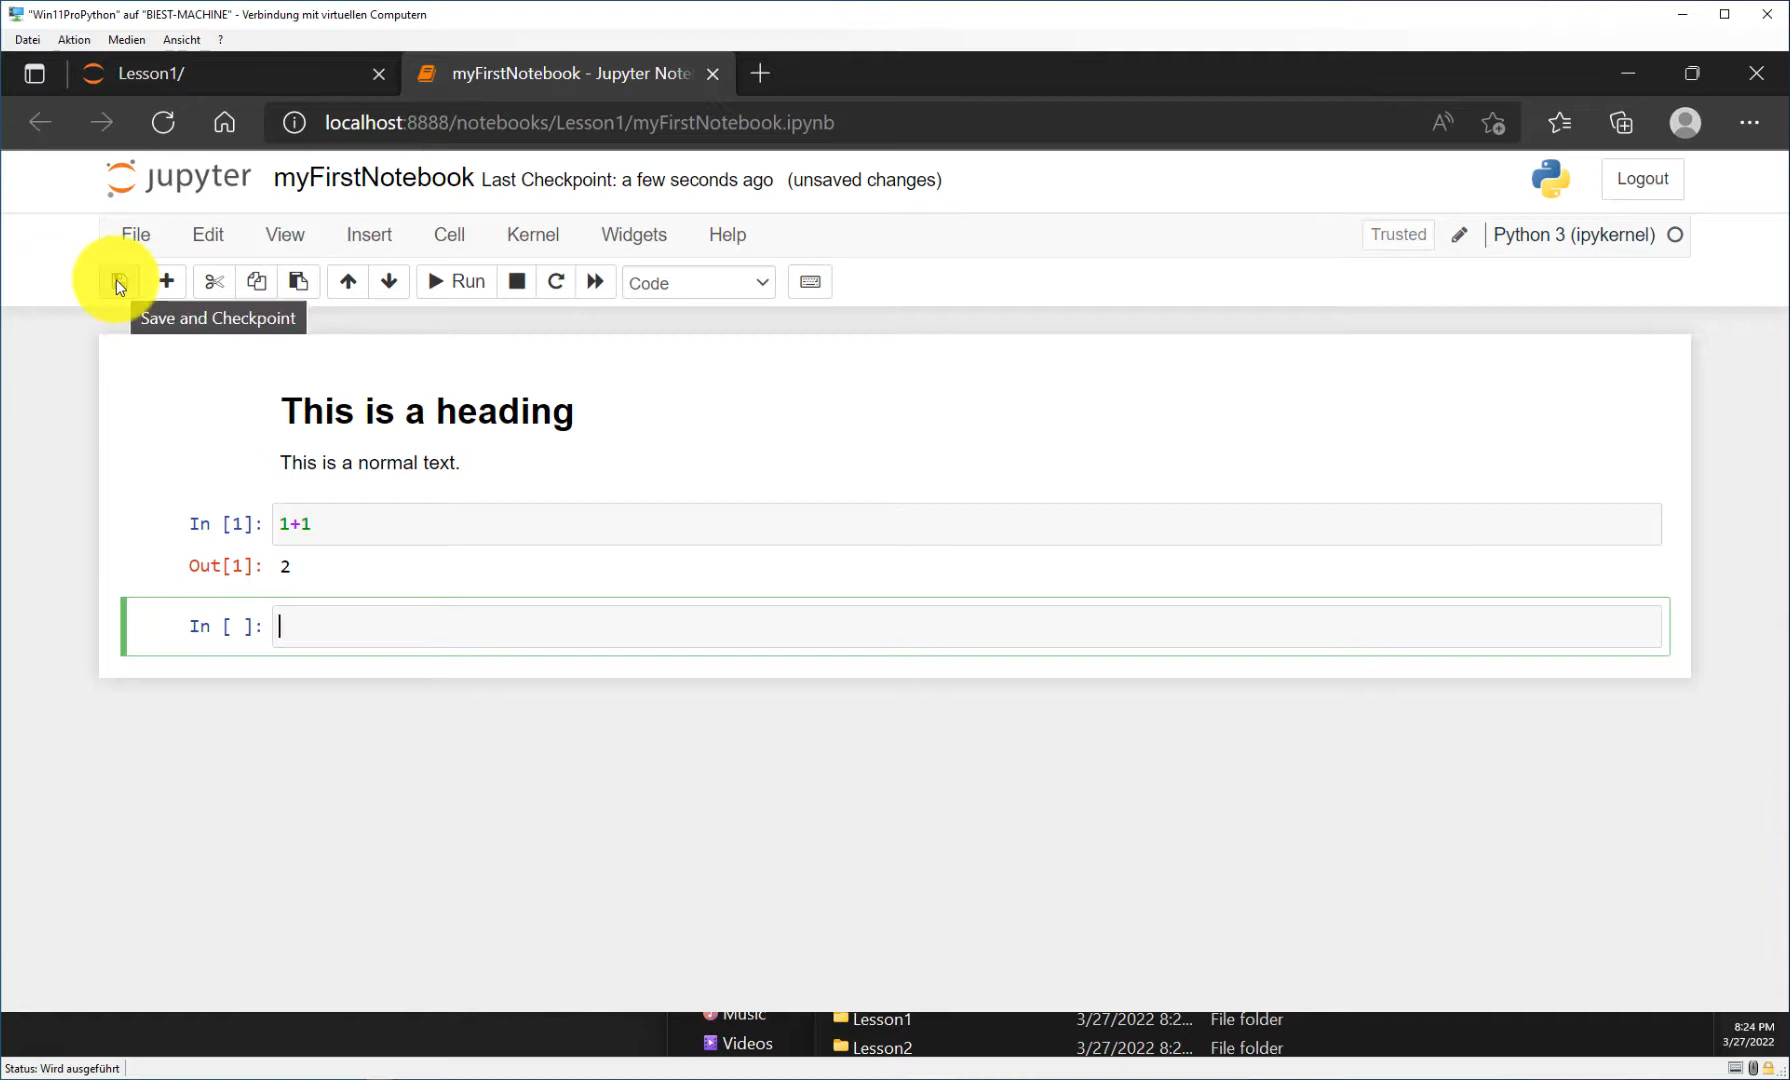 "Win11ProPython" auf "BIEST-MACHINE" - Verbindung mit virtuellen Computern
Datei Aktion Medien Ansicht ?
Lesson1/ myFirstNotebook - Jupyter Note
localhost:8888/notebooks/Lesson1/myFirstNotebook.ipynb
jupyter myFirstNotebook Last Checkpoint: a few seconds ago (unsaved changes) Logout
File Edit View Insert Cell Kernel Widgets Help Trusted Python 3 (ipykernel)
Run Code
Save and Checkpoint
This is a heading
This is a normal text.
In [1]: 1+1
Out[1]: 2
In [ ]:
Music Lesson1 3/27/2022 8:2... File folder
Videos Lesson2 3/27/2022 8:2... File folder
8:24 PM
3/27/2022
Status: Wird ausgeführt